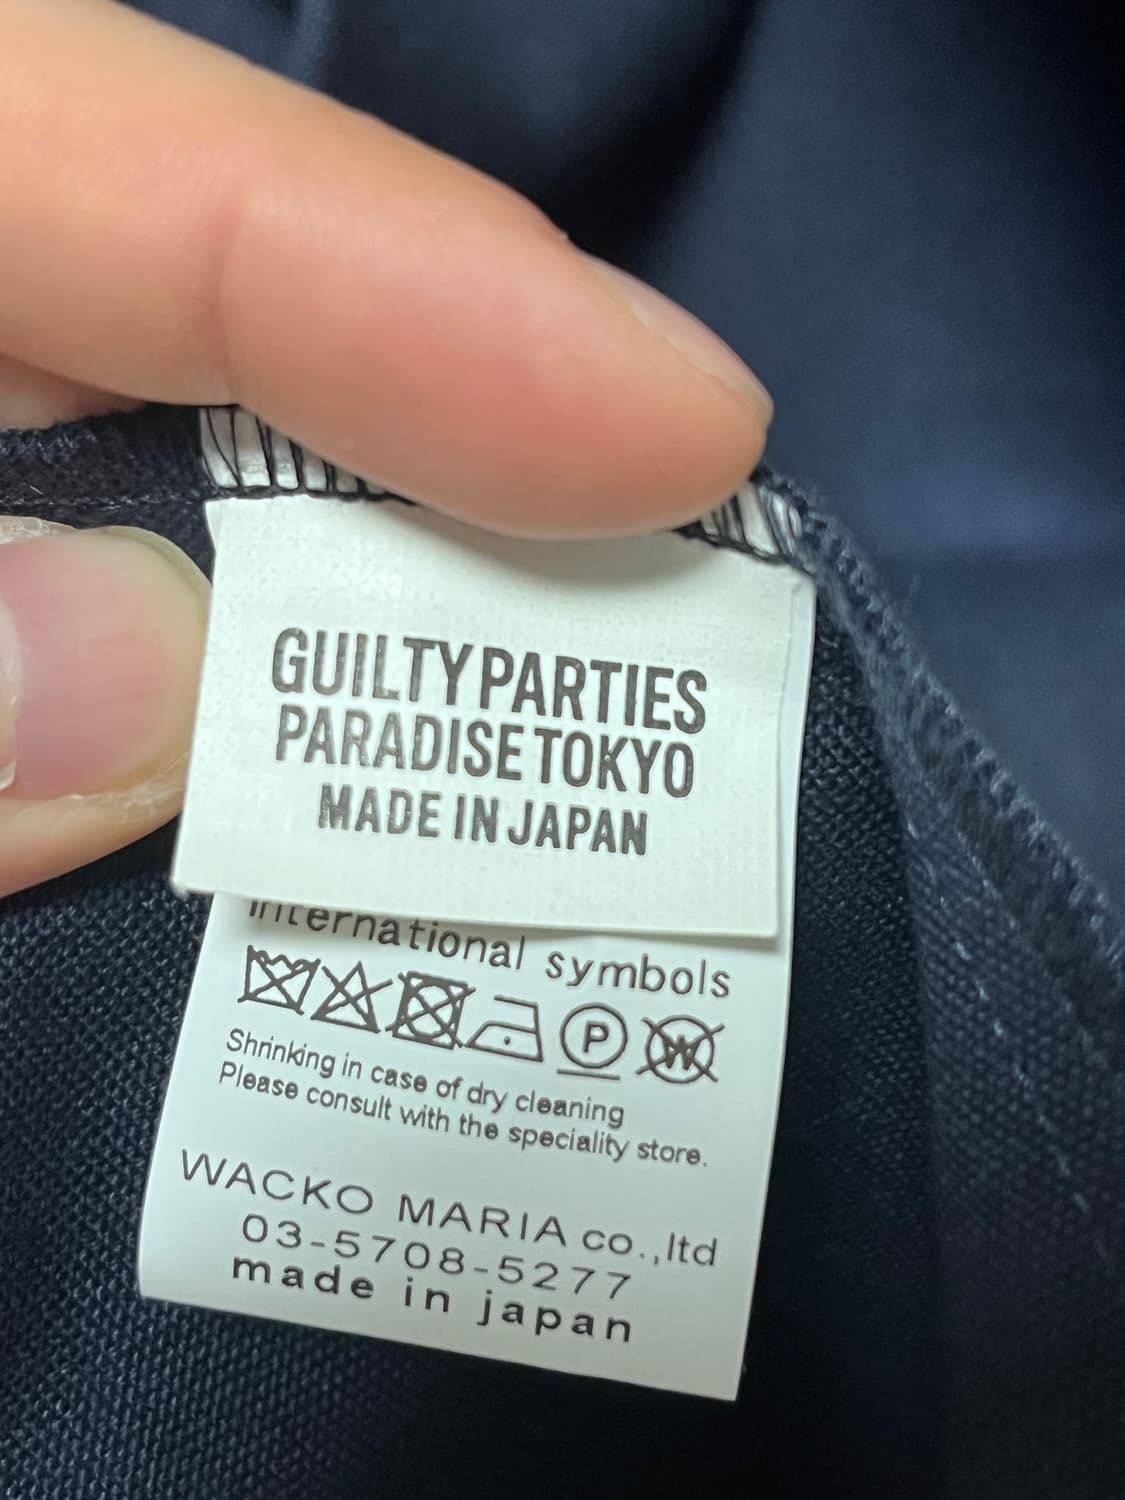 GUILTY PARTIES
PARADISE TOKYO
MADE IN JAPAN
International symbols
P W
Shrinking in case of dry cleaning
Please consult with the speciality store.
WACKO MARIA co.,ltd
03-5708-5277
made in japan